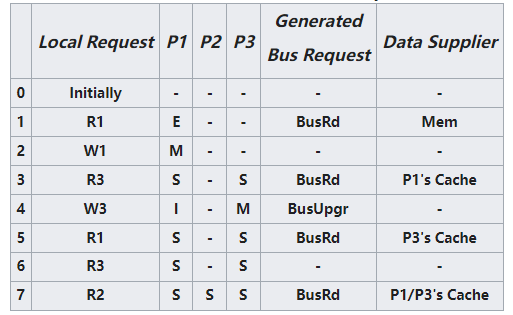 Local Request P1 P2 P3 Generated Bus Request Data Supplier
0 Initially - - - - -
1 R1 E - - BusRd Mem
2 W1 M - - - -
3 R3 S - S BusRd P1's Cache
4 W3 I - M BusUpgr -
5 R1 S - S BusRd P3's Cache
6 R3 S - S - -
7 R2 S S S BusRd P1/P3's Cache